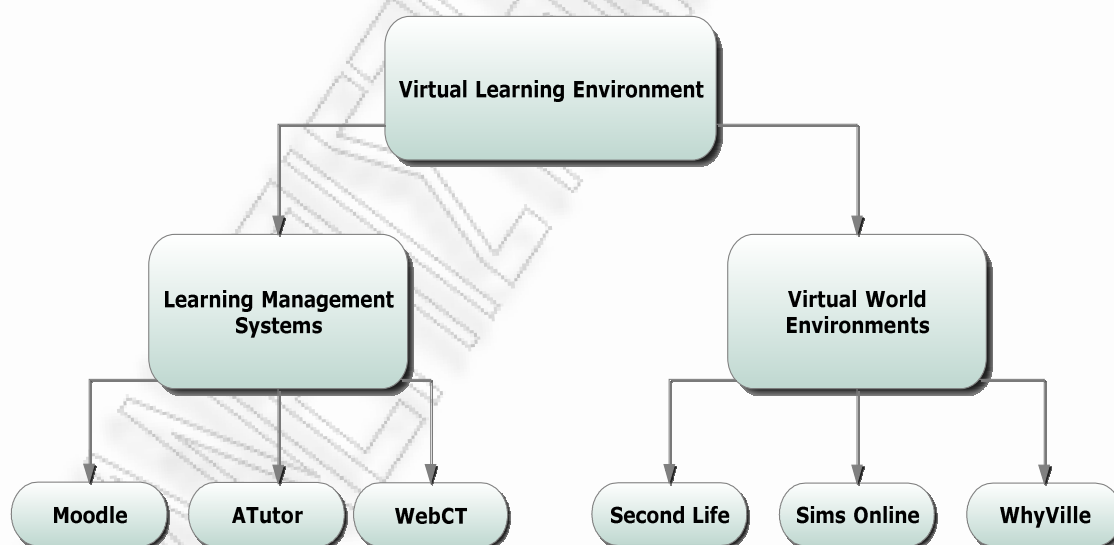 Virtual Learning Environment
Learning Management
Systems
Virtual World
Environments
Moodle
ATutor
WebCT
Second Life
Sims Online
WhyVille